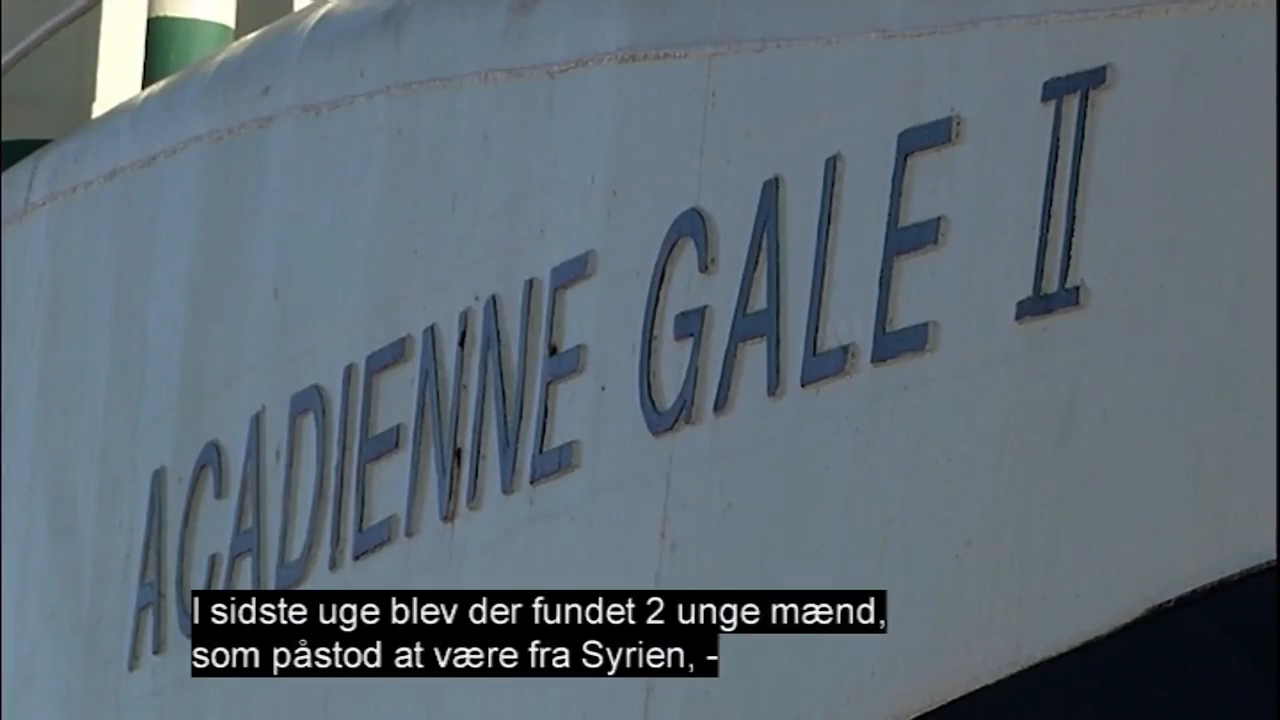 ACADIENNE GALE II
I sidste uge blev der fundet 2 unge mænd,
som påstod at være fra Syrien, -